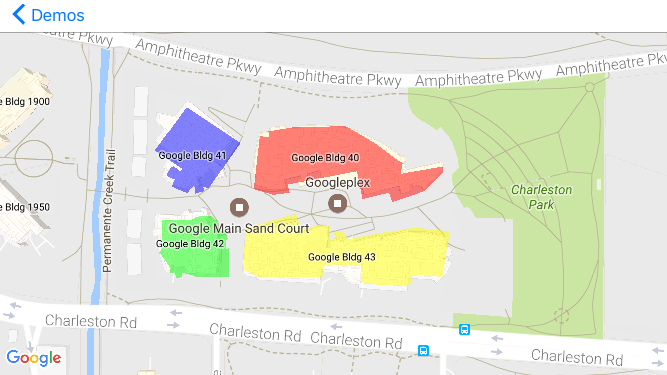 Demos
Amphitheatre Pkwy
Amphitheatre Pkwy
Amphitheatre Pkwy
Amphitheatre Pkwy
Amphitheatre Pkwy
e Bldg 1900
Google Bldg 41
Google Bldg 40
Googleplex
Charleston
Park
Permanente Creek Trail
e Bldg 1950
Google Main Sand Court
Google Bldg 42
Google Bldg 43
Charleston Rd
Charleston Rd
Charleston Rd
Charleston Rd
Google